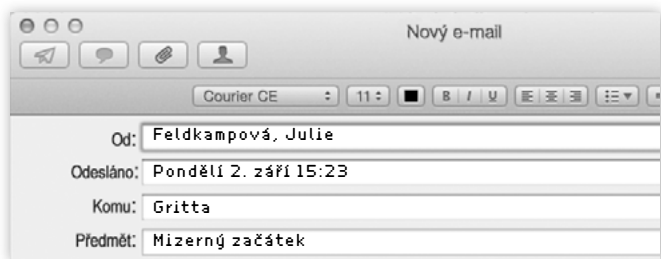 Nový e-mail
Courier CE 11 B I U
Od: Feldkampová, Julie
Odesláno: Pondělí 2. září 15:23
Komu: Gritta
Předmět: Mizerný začátek